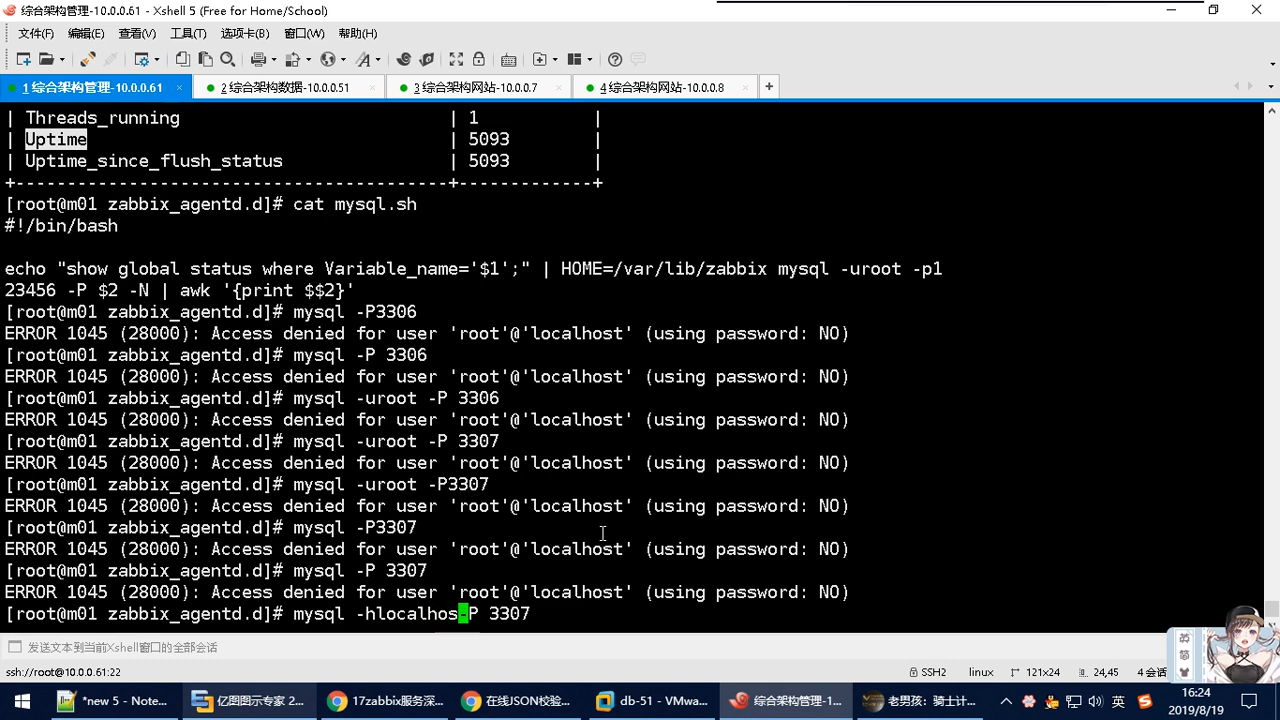 综合架构管理-10.0.0.61 - Xshell 5 (Free for Home/School)
文件(F) 编辑(E) 查看(V) 工具(T) 选项卡(B) 窗口(W) 帮助(H)
1 综合架构管理-10.0.0.61 2 综合架构数据-10.0.0.51 3 综合架构网站-10.0.0.7 4 综合架构网站-10.0.0.8
| Threads_running | 1 |
| Uptime | 5093 |
| Uptime_since_flush_status | 5093 |
+------------------------------------------+-------------+
[root@m01 zabbix_agentd.d]# cat mysql.sh
#!/bin/bash
echo "show global status where Variable_name='$1';" | HOME=/var/lib/zabbix mysql -uroot -p1
23456 -P $2 -N | awk '{print $$2}'
[root@m01 zabbix_agentd.d]# mysql -P3306
ERROR 1045 (28000): Access denied for user 'root'@'localhost' (using password: NO)
[root@m01 zabbix_agentd.d]# mysql -P 3306
ERROR 1045 (28000): Access denied for user 'root'@'localhost' (using password: NO)
[root@m01 zabbix_agentd.d]# mysql -uroot -P 3306
ERROR 1045 (28000): Access denied for user 'root'@'localhost' (using password: NO)
[root@m01 zabbix_agentd.d]# mysql -uroot -P 3307
ERROR 1045 (28000): Access denied for user 'root'@'localhost' (using password: NO)
[root@m01 zabbix_agentd.d]# mysql -uroot -P3307
ERROR 1045 (28000): Access denied for user 'root'@'localhost' (using password: NO)
[root@m01 zabbix_agentd.d]# mysql -P3307
ERROR 1045 (28000): Access denied for user 'root'@'localhost' (using password: NO)
[root@m01 zabbix_agentd.d]# mysql -P 3307
ERROR 1045 (28000): Access denied for user 'root'@'localhost' (using password: NO)
[root@m01 zabbix_agentd.d]# mysql -hlocalhos-P 3307
发送文本到当前Xshell窗口的全部会话
英
简
ssh://root@10.0.0.61:22 SSH2 linux 121x24 24,45 4 会话
*new 5 - Note... 亿图图示专家 2... 17zabbix服务深... 在线JSON校验... db-51 - VMwa... 综合架构管理-1... 老男孩：骑士计... 英 16:24
2019/8/19